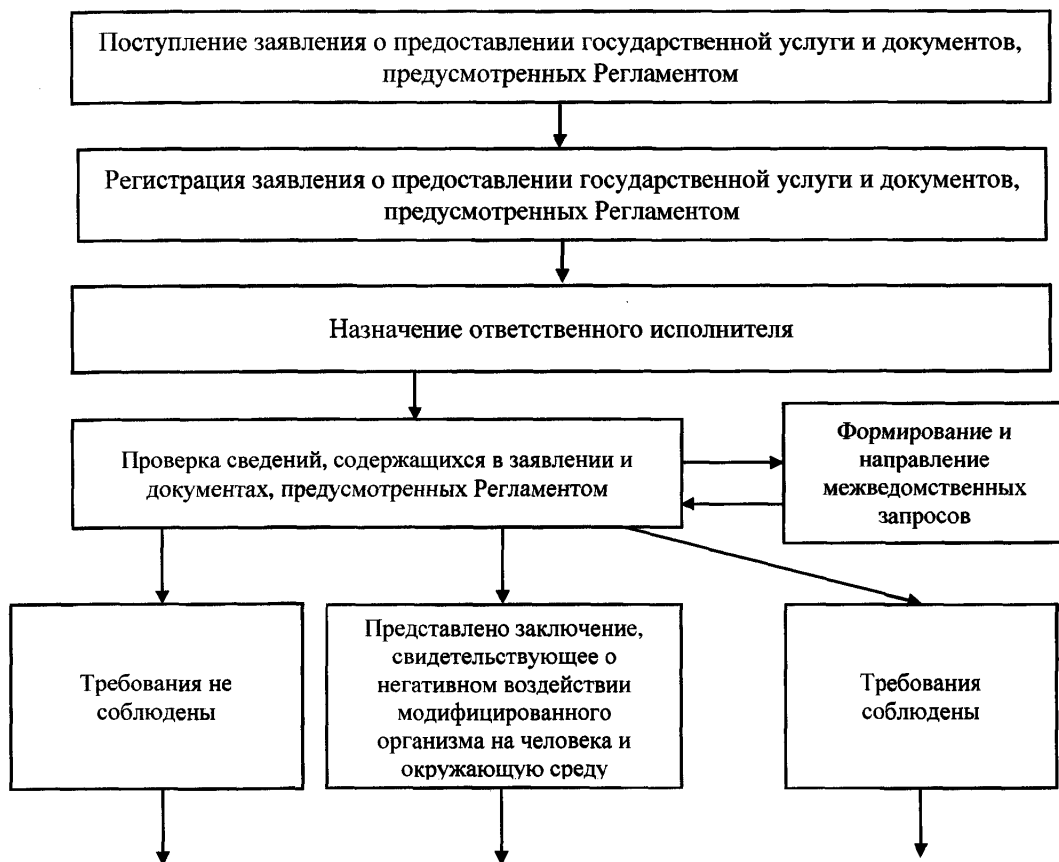 Поступление заявления о предоставлении государственной услуги и документов,
предусмотренных Регламентом
Регистрация заявления о предоставлении государственной услуги и документов,
предусмотренных Регламентом
Назначение ответственного исполнителя
Проверка сведений, содержащихся в заявлении и
документах, предусмотренных Регламентом
Формирование и
направление
межведомственных
запросов
Требования не
соблюдены
Представлено заключение,
свидетельствующее о
негативном воздействии
модифицированного
организма на человека и
окружающую среду
Требования
соблюдены